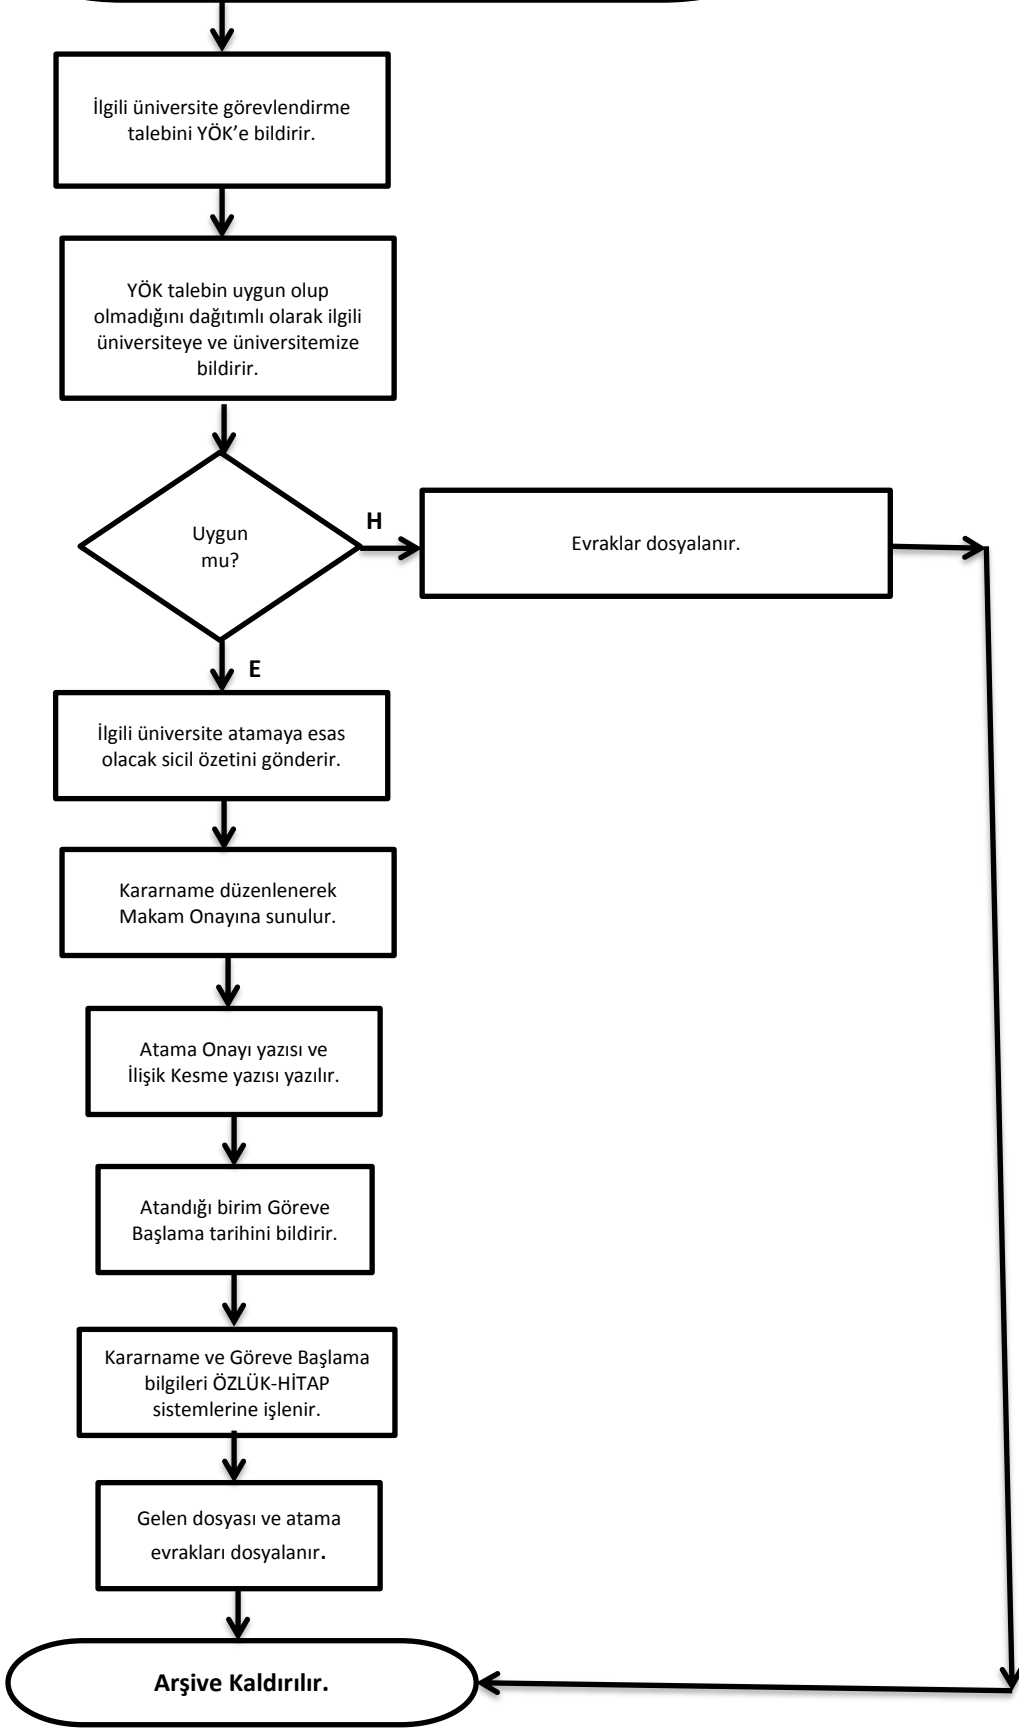 İlgili üniversite görevlendirme
talebini YÖK’e bildirir.
YÖK talebin uygun olup
olmadığını dağıtımlı olarak ilgili
üniversiteye ve üniversitemize
bildirir.
Uygun
mu?
H
Evraklar dosyalanır.
E
İlgili üniversite atamaya esas
olacak sicil özetini gönderir.
Kararname düzenlenerek
Makam Onayına sunulur.
Atama Onayı yazısı ve
İlişik Kesme yazısı yazılır.
Atandığı birim Göreve
Başlama tarihini bildirir.
Kararname ve Göreve Başlama
bilgileri ÖZLÜK-HİTAP
sistemlerine işlenir.
Gelen dosyası ve atama
evrakları dosyalanır.
Arşive Kaldırılır.